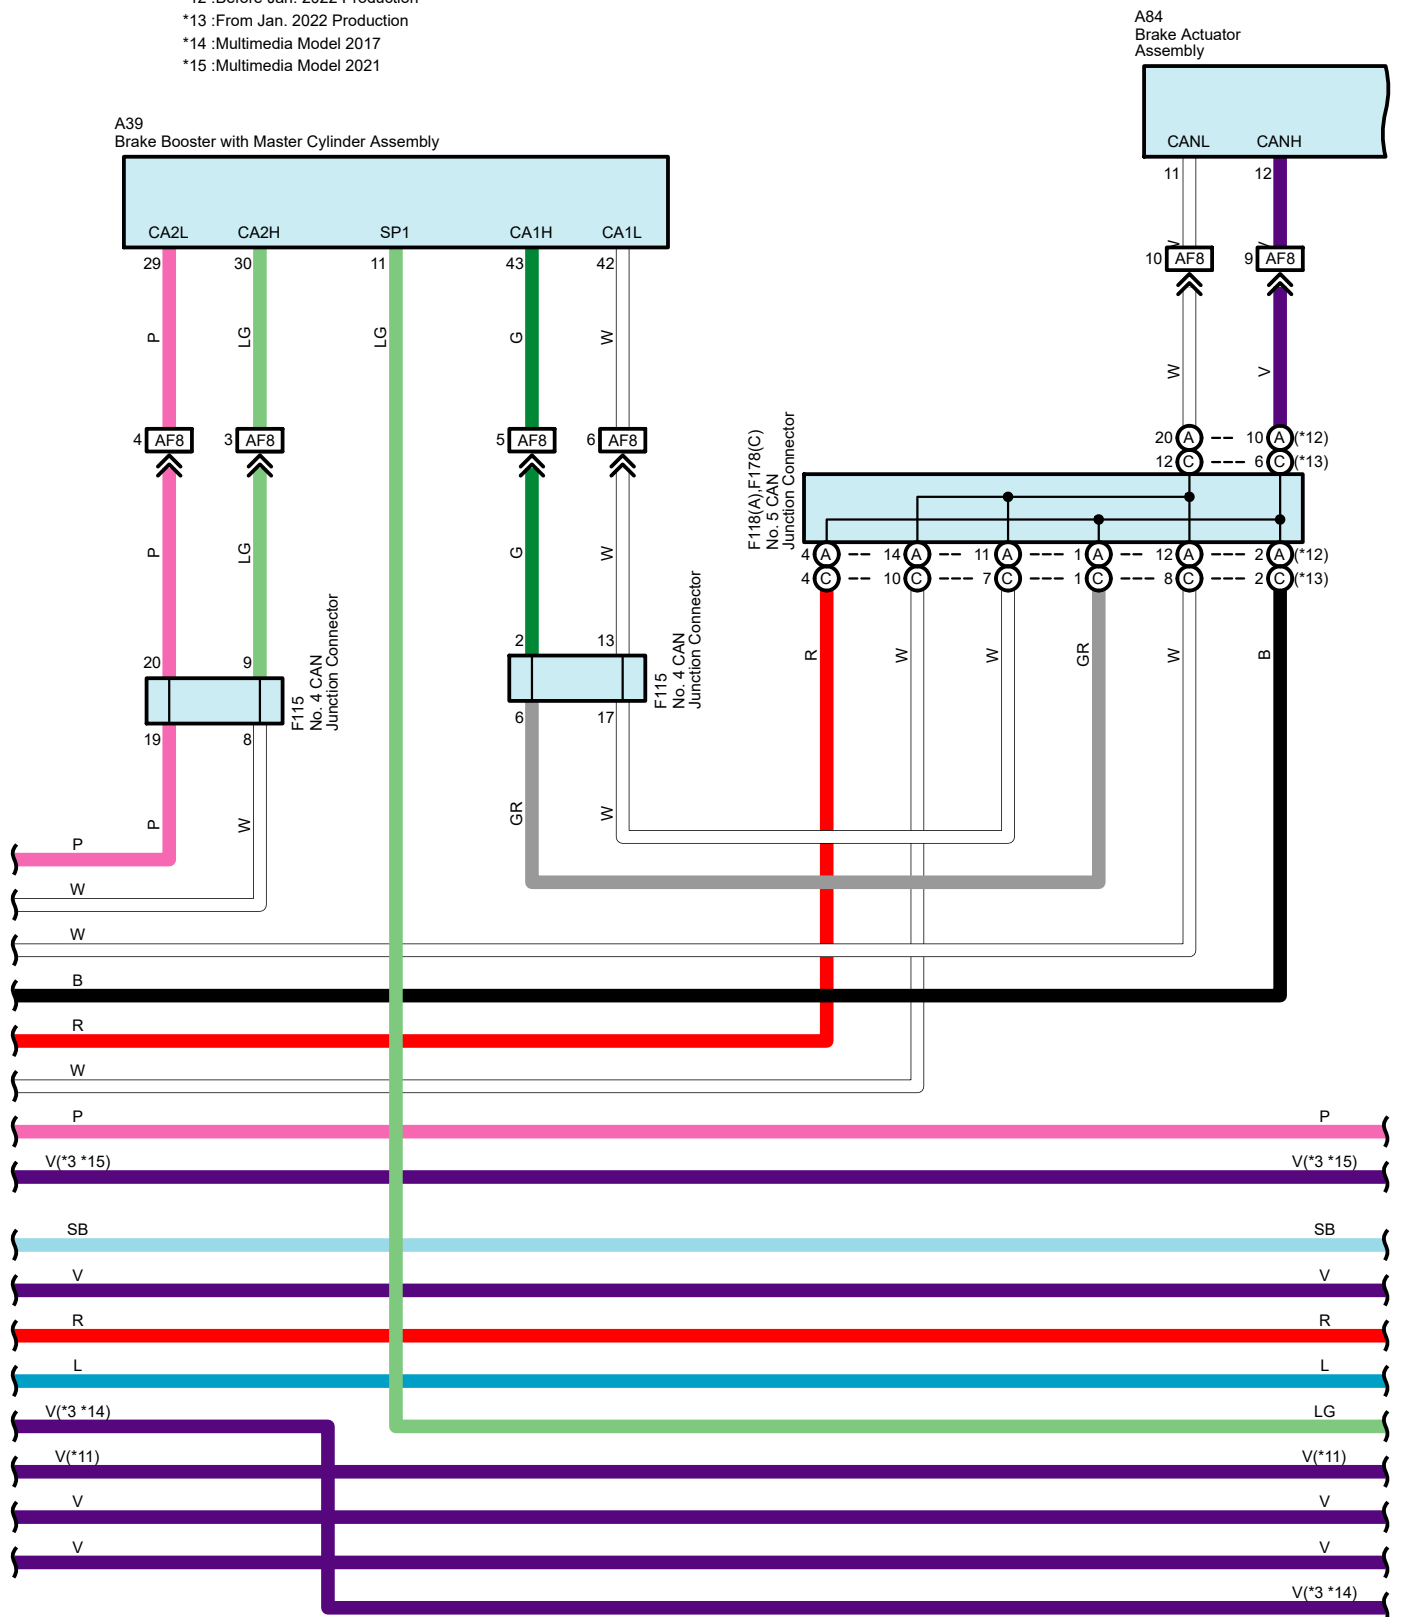 *12 :Before Jan. 2022 Production
*13 :From Jan. 2022 Production
*14 :Multimedia Model 2017
*15 :Multimedia Model 2021
A84
Brake Actuator
Assembly
CANL CANH
11 12
A39
Brake Booster with Master Cylinder Assembly
CA2L CA2H SP1 CA1H CA1L
29 30 11 43 42
V V
10 AF8 9 AF8
P LG LG G W
W V
4 AF8 3 AF8 5 AF8 6 AF8
20 A 10 A (*12)
12 C 6 C (*13)
F118(A),F178(C)
No. 5 CAN
Junction Connector
4 A 14 A 11 A 1 A 12 A 2 A (*12)
4 C 10 C 7 C 1 C 8 C 2 C (*13)
P LG G W
R W W GR W B
2 13
F115
No. 4 CAN
Junction Connector
6 17
20 9
F115
No. 4 CAN
Junction Connector
19 8
P W GR W
P
W
W
B
R
W
P P
V(*3 *15) V(*3 *15)
SB SB
V V
R R
L L
V(*3 *14) LG
V(*11) V(*11)
V V
V V
V(*3 *14)